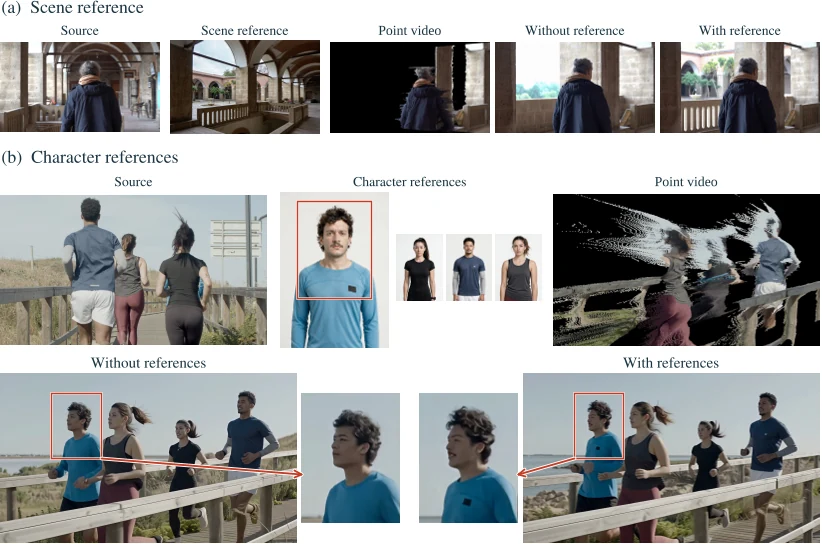 (a) Scene reference
Source
Scene reference
Point video
Without reference
With reference
(b) Character references
Source
Character references
Point video
Without references
With references